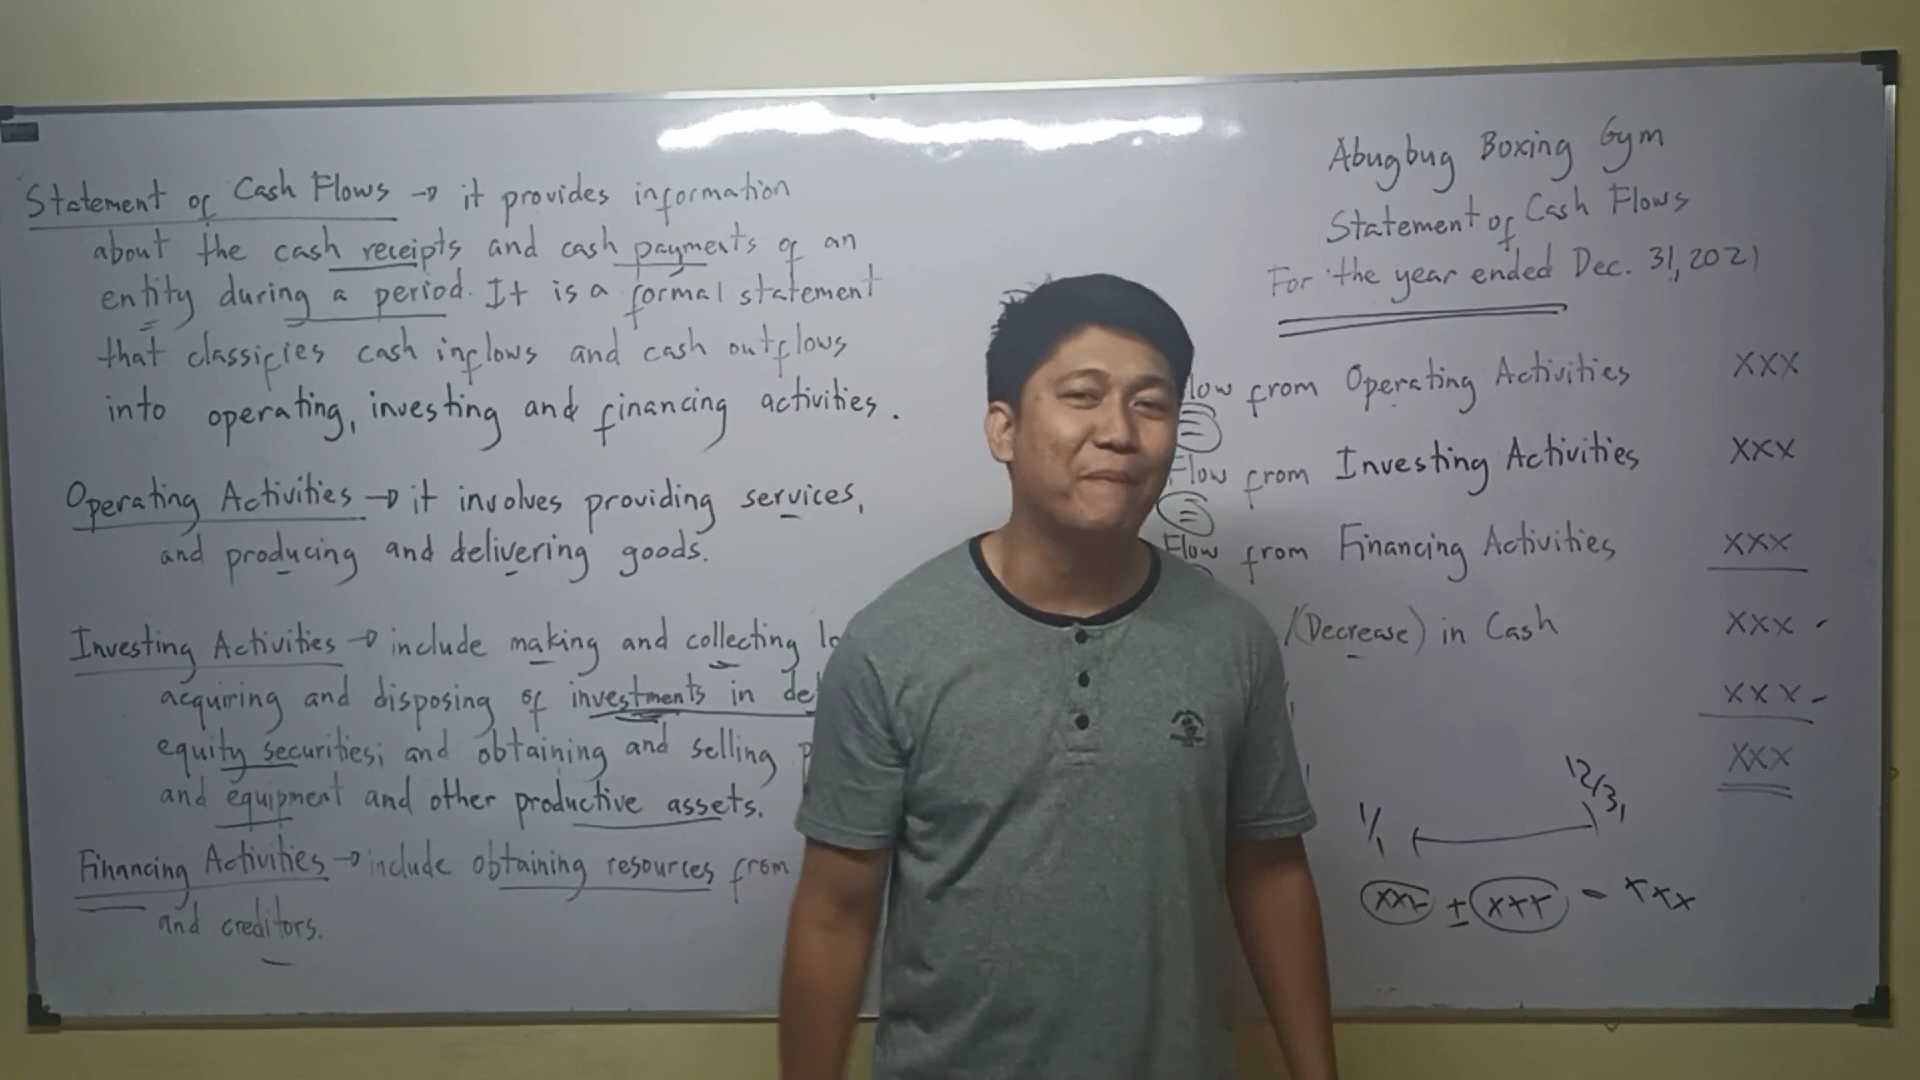 Statement of Cash Flows → it provides information
about the cash receipts and cash payments of an
entity during a period. It is a formal statement
that classifies cash inflows and cash outflows
into operating, investing and financing activities.
Operating Activities → it involves providing services,
and producing and delivering goods.
Investing Activities → include making and collecting
acquiring and disposing of investments in
equity securities; and obtaining and selling
and equipment and other productive assets.
Financing Activities → include obtaining resources from
and creditors.
Abugbug Boxing Gym
Statement of Cash Flows
For the year ended Dec. 31, 2021
from Operating Activities XXX
Flow from Investing Activities XXX
Flow from Financing Activities XXX
/(Decrease) in Cash XXX
XXX
XXX
1/1 12/31
xxx ± xxx = xxx